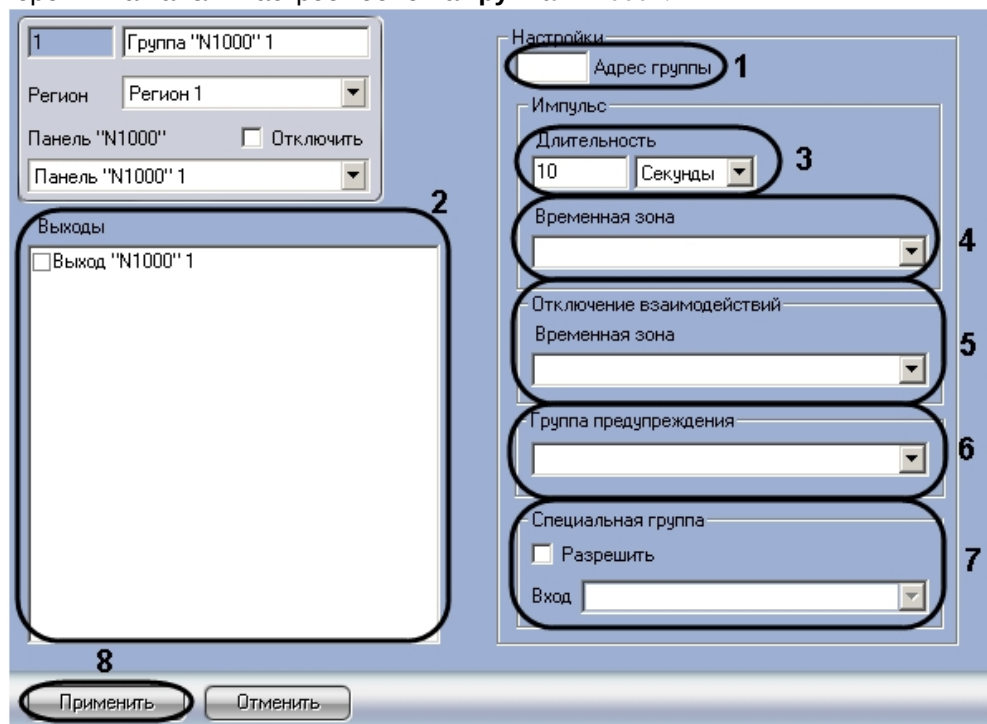 1 Группа "N1000" 1
Регион Регион 1
Панель "N1000" Отключить
Панель "N1000" 1
2
Выходы
Выход "N1000" 1
Настройки
Адрес группы 1
Импульс
Длительность
10 Секунды 3
Временная зона
4
Отключение взаимодействий
Временная зона
5
Группа предупреждения
6
Специальная группа
Разрешить
7
Вход
8
Применить Отменить